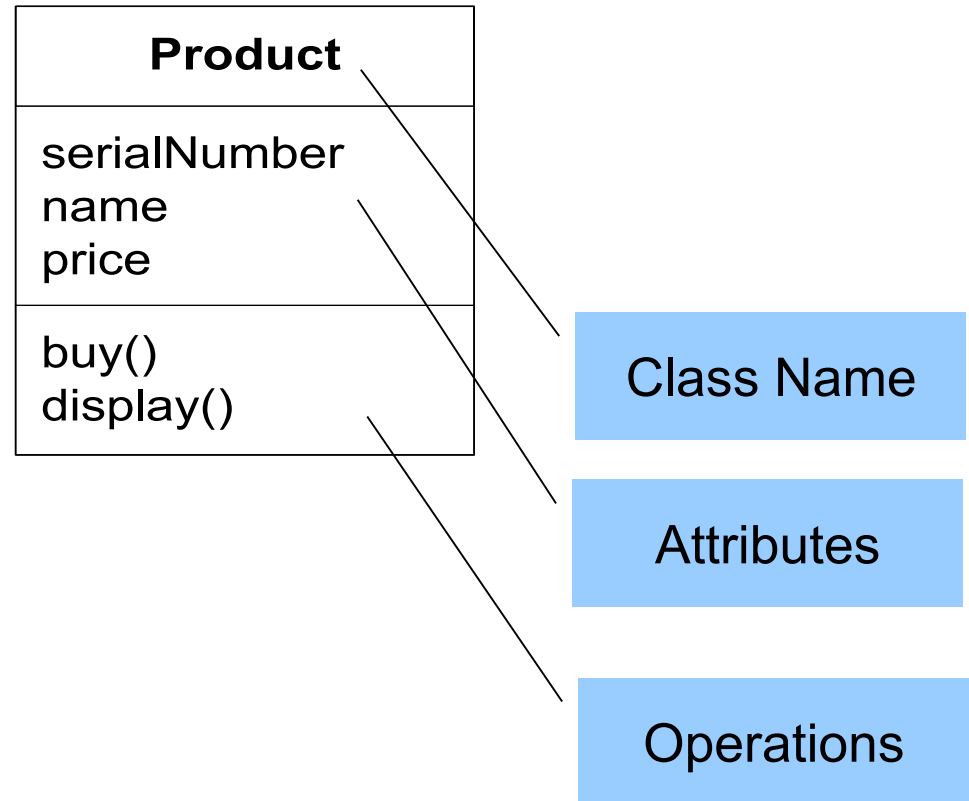 Product
serialNumber
name
price
buy()
display()
Class Name
Attributes
Operations